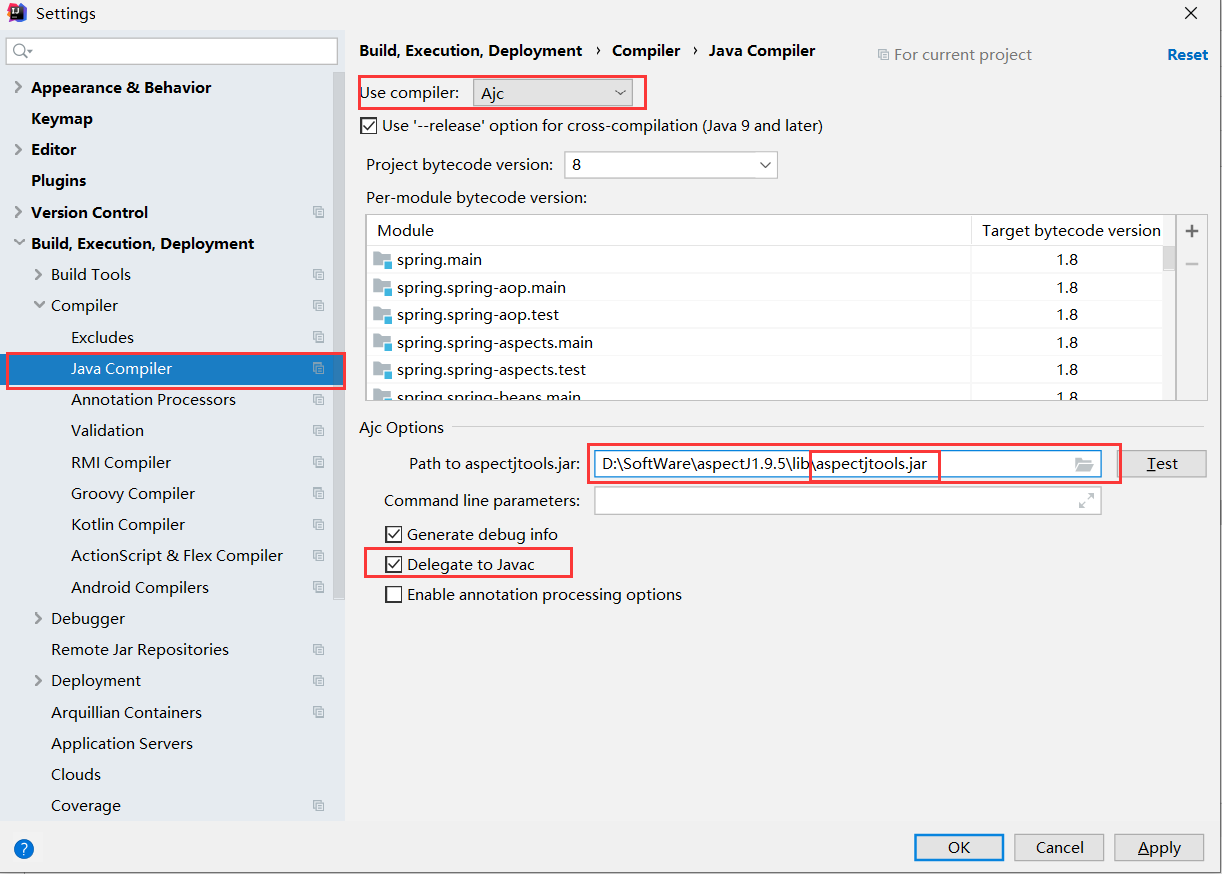 Settings
Appearance & Behavior
Keymap
Editor
Plugins
Version Control
Build, Execution, Deployment
Build Tools
Compiler
Excludes
Java Compiler
Annotation Processors
Validation
RMI Compiler
Groovy Compiler
Kotlin Compiler
ActionScript & Flex Compiler
Android Compilers
Debugger
Remote Jar Repositories
Deployment
Arquillian Containers
Application Servers
Clouds
Coverage
Build, Execution, Deployment › Compiler › Java Compiler
For current project
Reset
Use compiler: Ajc
Use '--release' option for cross-compilation (Java 9 and later)
Project bytecode version: 8
Per-module bytecode version:
Module Target bytecode version
spring.main 1.8
spring.spring-aop.main 1.8
spring.spring-aop.test 1.8
spring.spring-aspects.main 1.8
spring.spring-aspects.test 1.8
spring.spring-beans.main 1.8
Ajc Options
Path to aspectjtools.jar: D:\SoftWare\aspectJ1.9.5\lib\aspectjtools.jar Test
Command line parameters:
Generate debug info
Delegate to Javac
Enable annotation processing options
? OK Cancel Apply